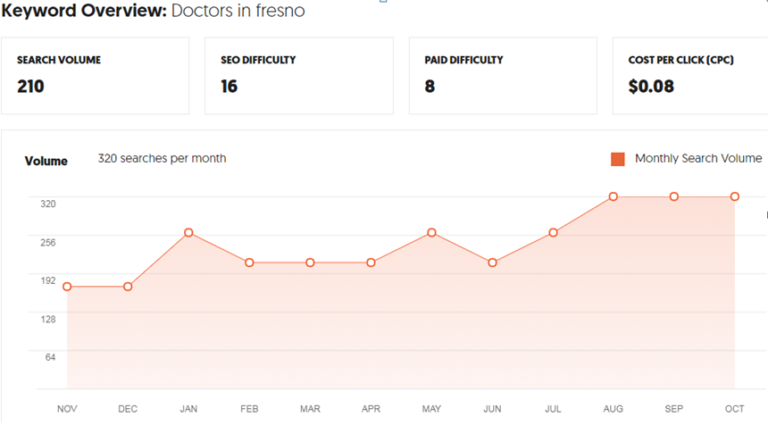 Keyword Overview: Doctors in fresno
SEARCH VOLUME
210
SEO DIFFICULTY
16
PAID DIFFICULTY
8
COST PER CLICK (CPC)
$0.08
Volume 320 searches per month
Monthly Search Volume
320
256
192
128
64
NOV DEC JAN FEB MAR APR MAY JUN JUL AUG SEP OCT